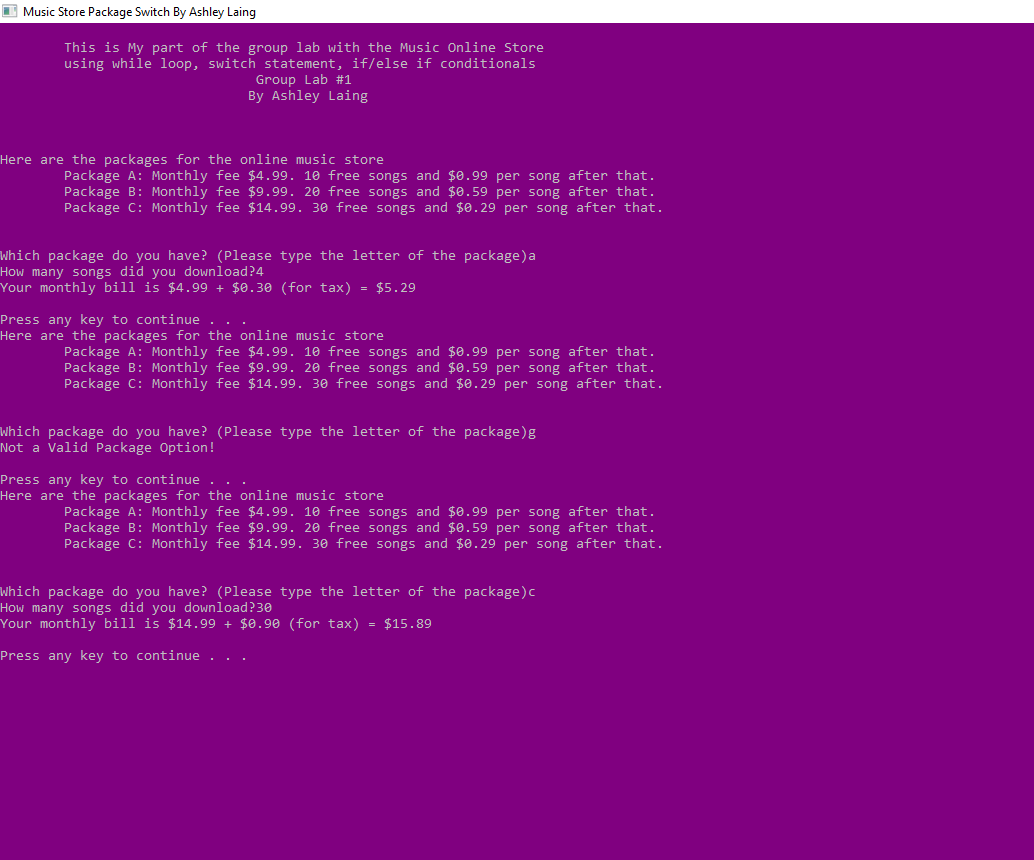 Music Store Package Switch By Ashley Laing
This is My part of the group lab with the Music Online Store
using while loop, switch statement, if/else if conditionals
Group Lab #1
By Ashley Laing
Here are the packages for the online music store
Package A: Monthly fee $4.99. 10 free songs and $0.99 per song after that.
Package B: Monthly fee $9.99. 20 free songs and $0.59 per song after that.
Package C: Monthly fee $14.99. 30 free songs and $0.29 per song after that.
Which package do you have? (Please type the letter of the package)a
How many songs did you download?4
Your monthly bill is $4.99 + $0.30 (for tax) = $5.29
Press any key to continue . . .
Here are the packages for the online music store
Package A: Monthly fee $4.99. 10 free songs and $0.99 per song after that.
Package B: Monthly fee $9.99. 20 free songs and $0.59 per song after that.
Package C: Monthly fee $14.99. 30 free songs and $0.29 per song after that.
Which package do you have? (Please type the letter of the package)g
Not a Valid Package Option!
Press any key to continue . . .
Here are the packages for the online music store
Package A: Monthly fee $4.99. 10 free songs and $0.99 per song after that.
Package B: Monthly fee $9.99. 20 free songs and $0.59 per song after that.
Package C: Monthly fee $14.99. 30 free songs and $0.29 per song after that.
Which package do you have? (Please type the letter of the package)c
How many songs did you download?30
Your monthly bill is $14.99 + $0.90 (for tax) = $15.89
Press any key to continue . . .